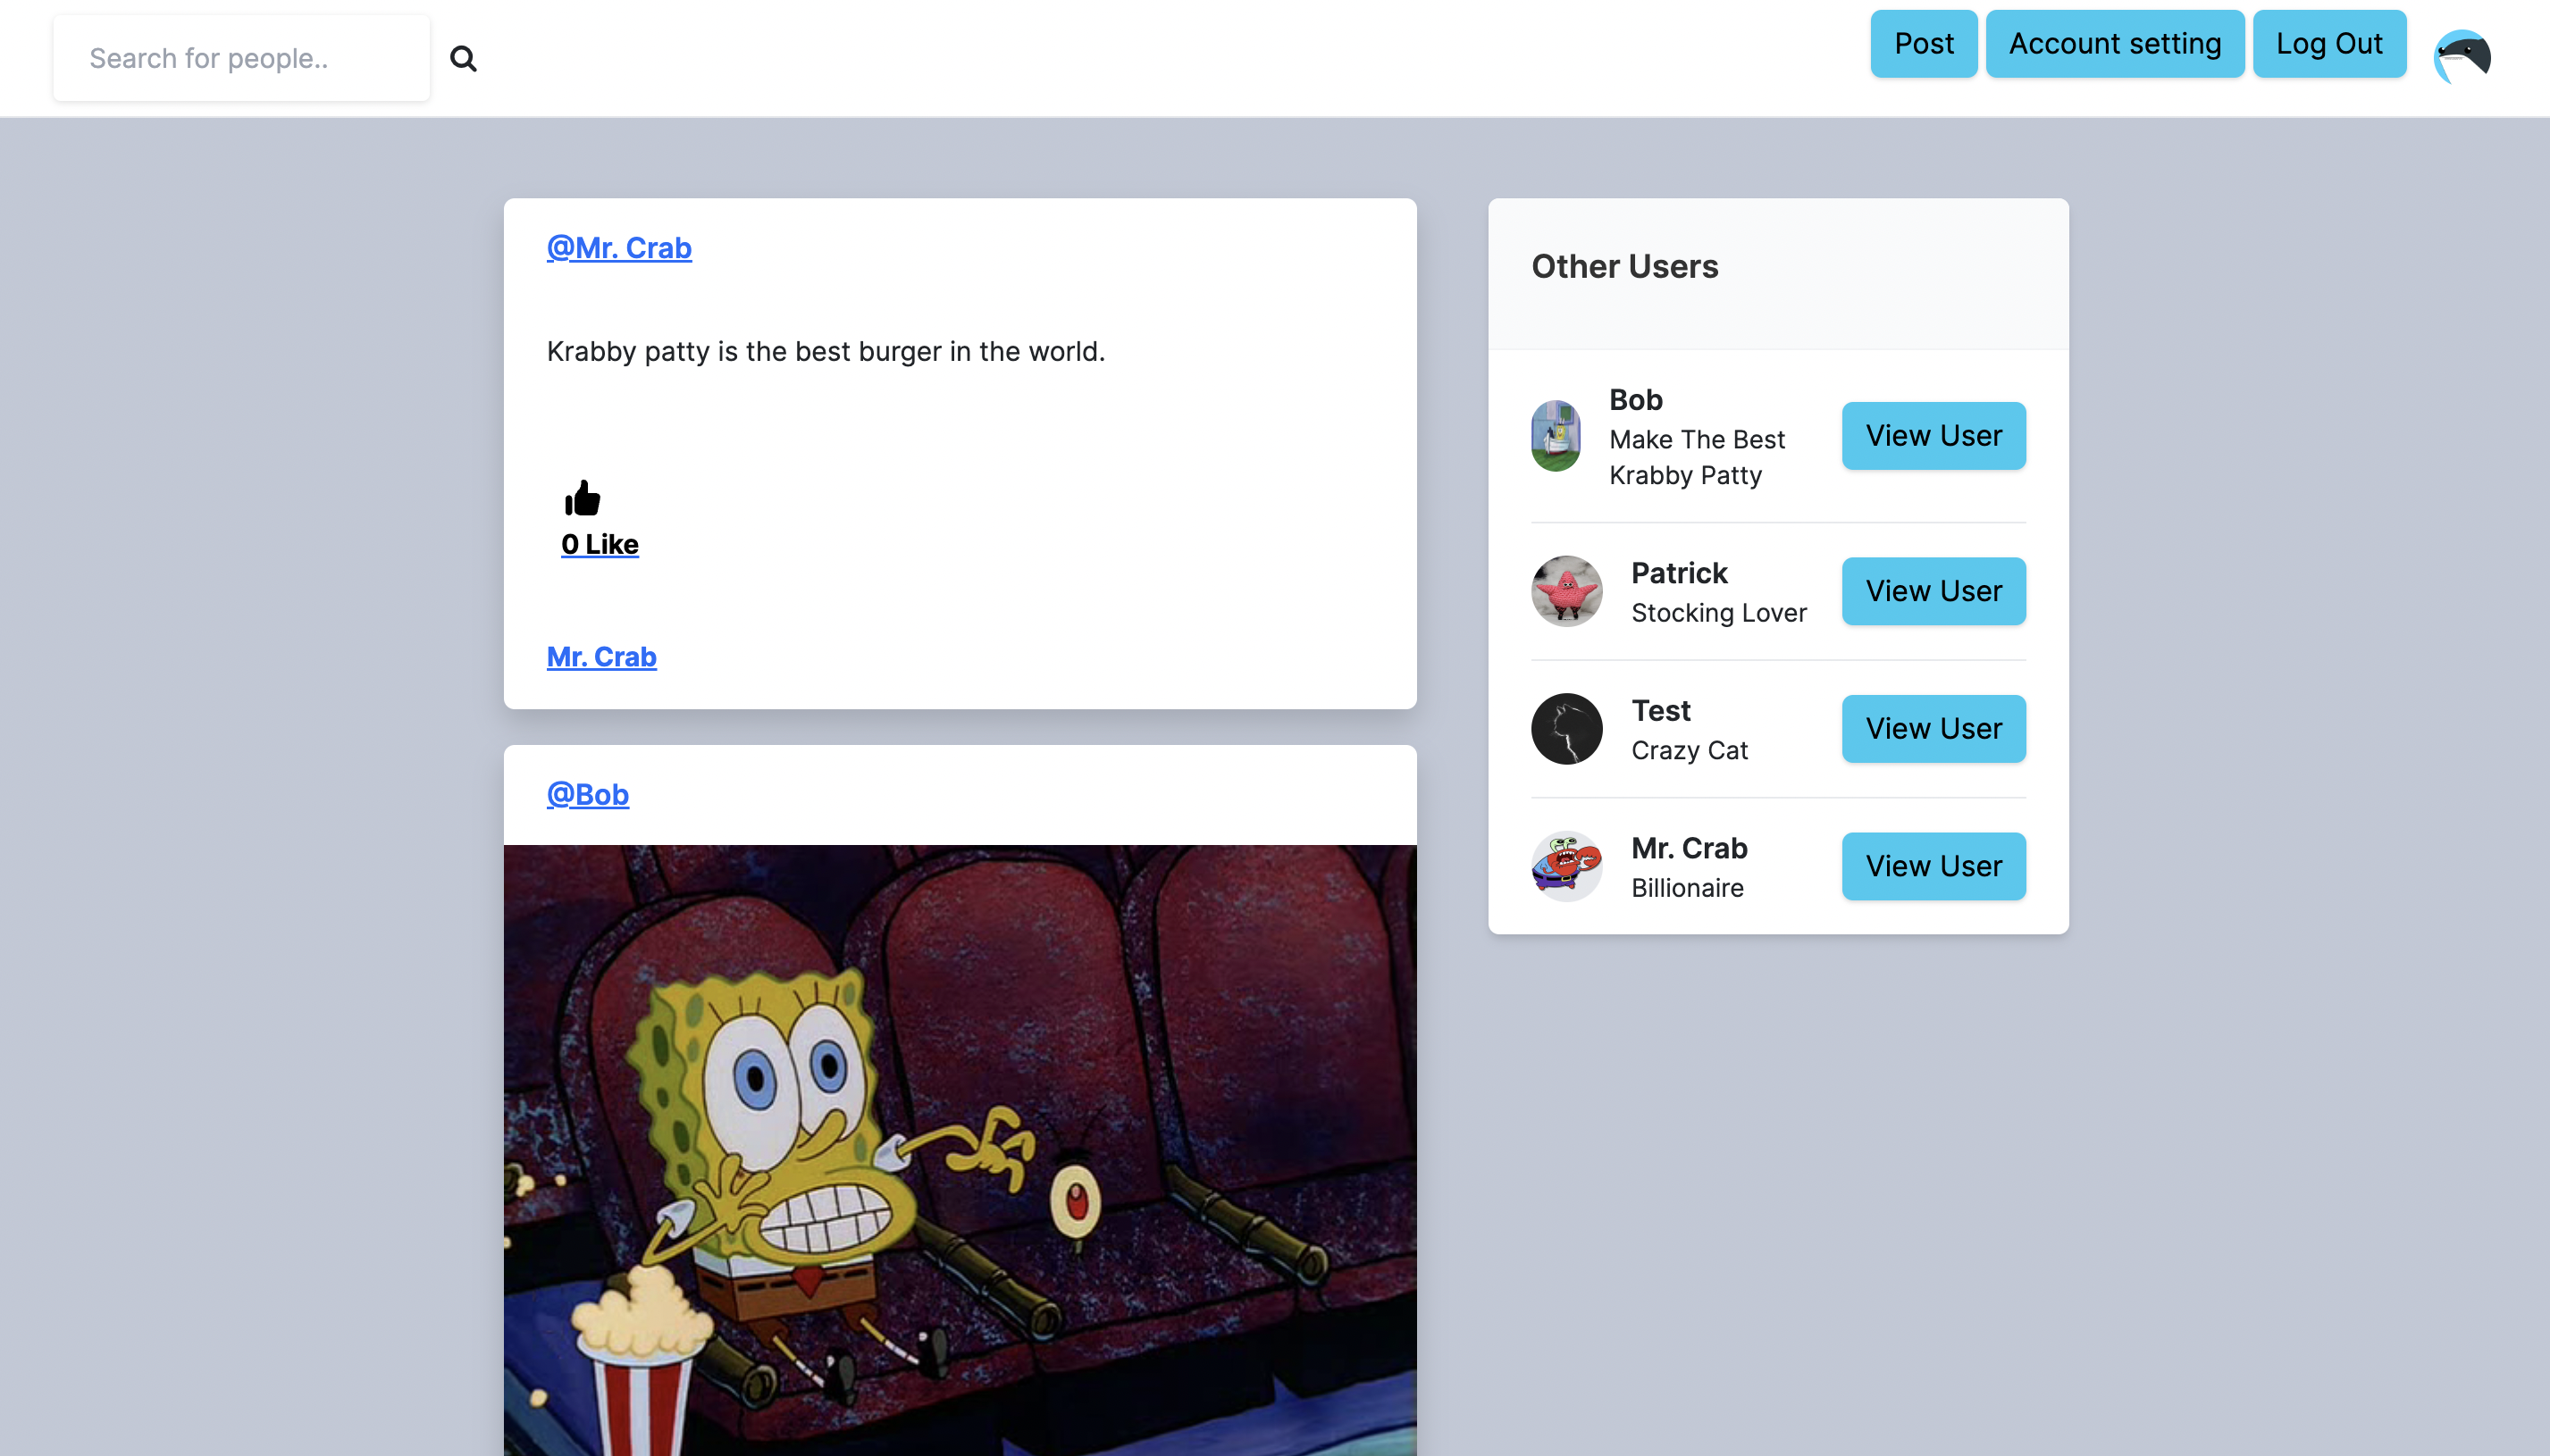 Search for people..
Post
Account setting
Log Out
@Mr. Crab
Krabby patty is the best burger in the world.
0 Like
Mr. Crab
@Bob
Other Users
Bob
Make The Best
Krabby Patty
View User
Patrick
Stocking Lover
View User
Test
Crazy Cat
View User
Mr. Crab
Billionaire
View User